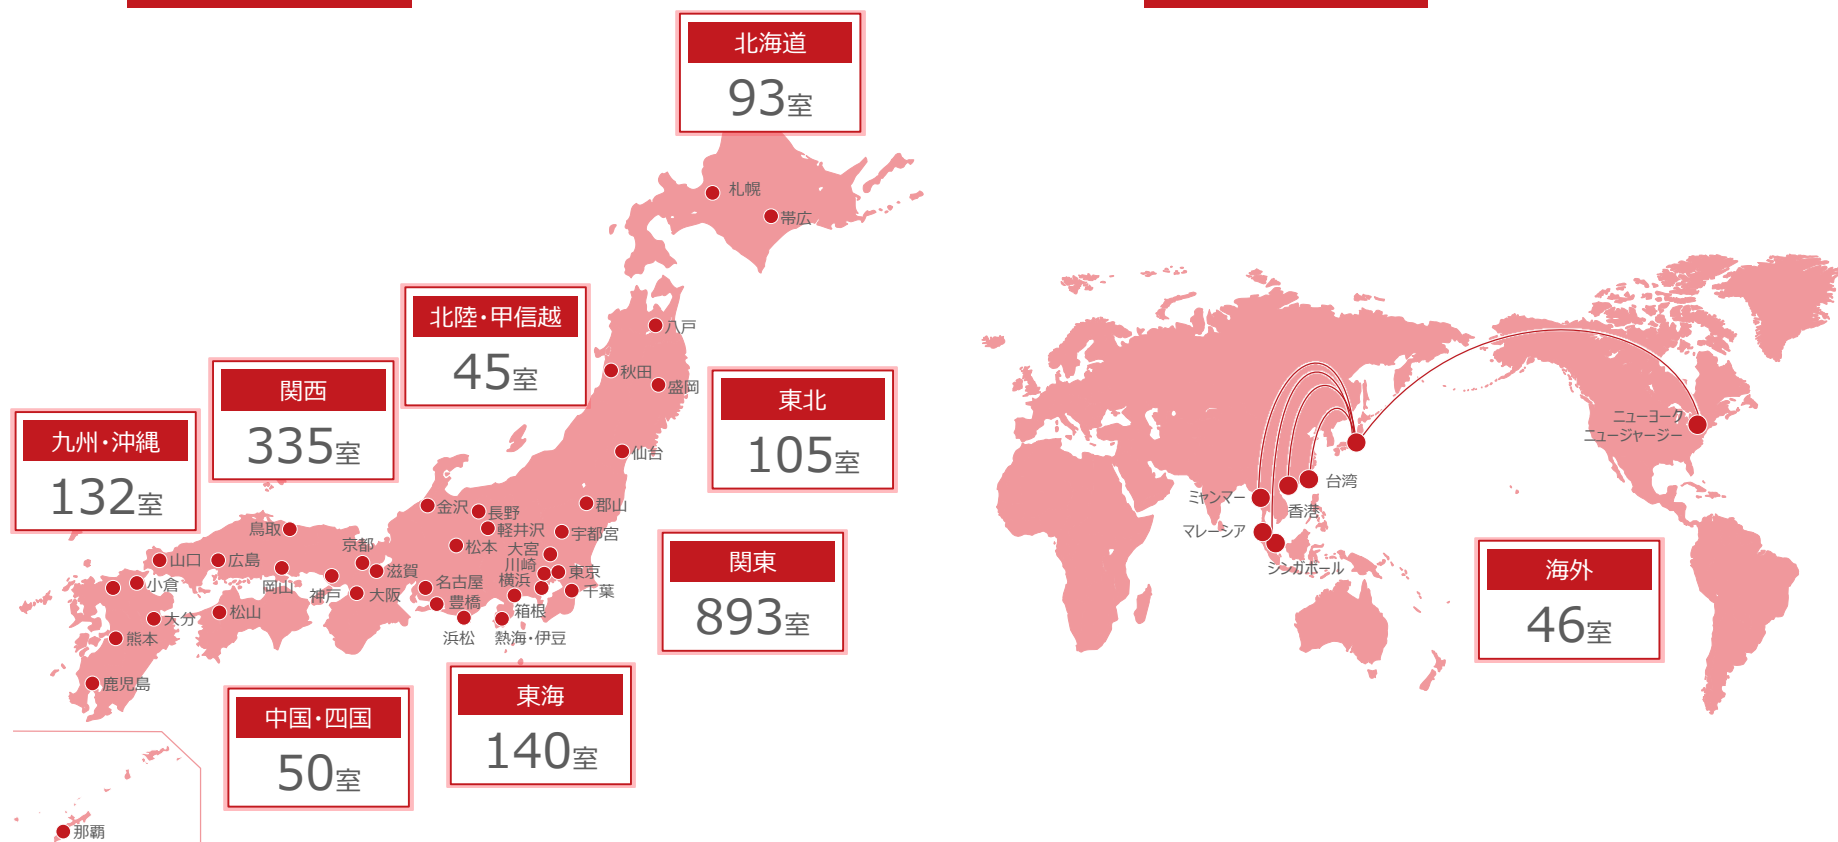 北海道
93室
札幌
帯広
北陸・甲信越
45室
八戸
秋田
盛岡
関西
335室
東北
105室
九州・沖縄
132室
仙台
金沢
長野
郡山
軽井沢
宇都宮
鳥取
京都
松本
大宮
川崎
山口
広島
滋賀
東京
横浜
小倉
岡山
神戸
大阪
名古屋
千葉
豊橋
箱根
大分
松山
熊本
浜松
熱海・伊豆
鹿児島
関東
893室
東海
140室
中国・四国
50室
那覇
ニューヨーク
ニュージャージー
台湾
ミャンマー
香港
マレーシア
シンガポール
海外
46室